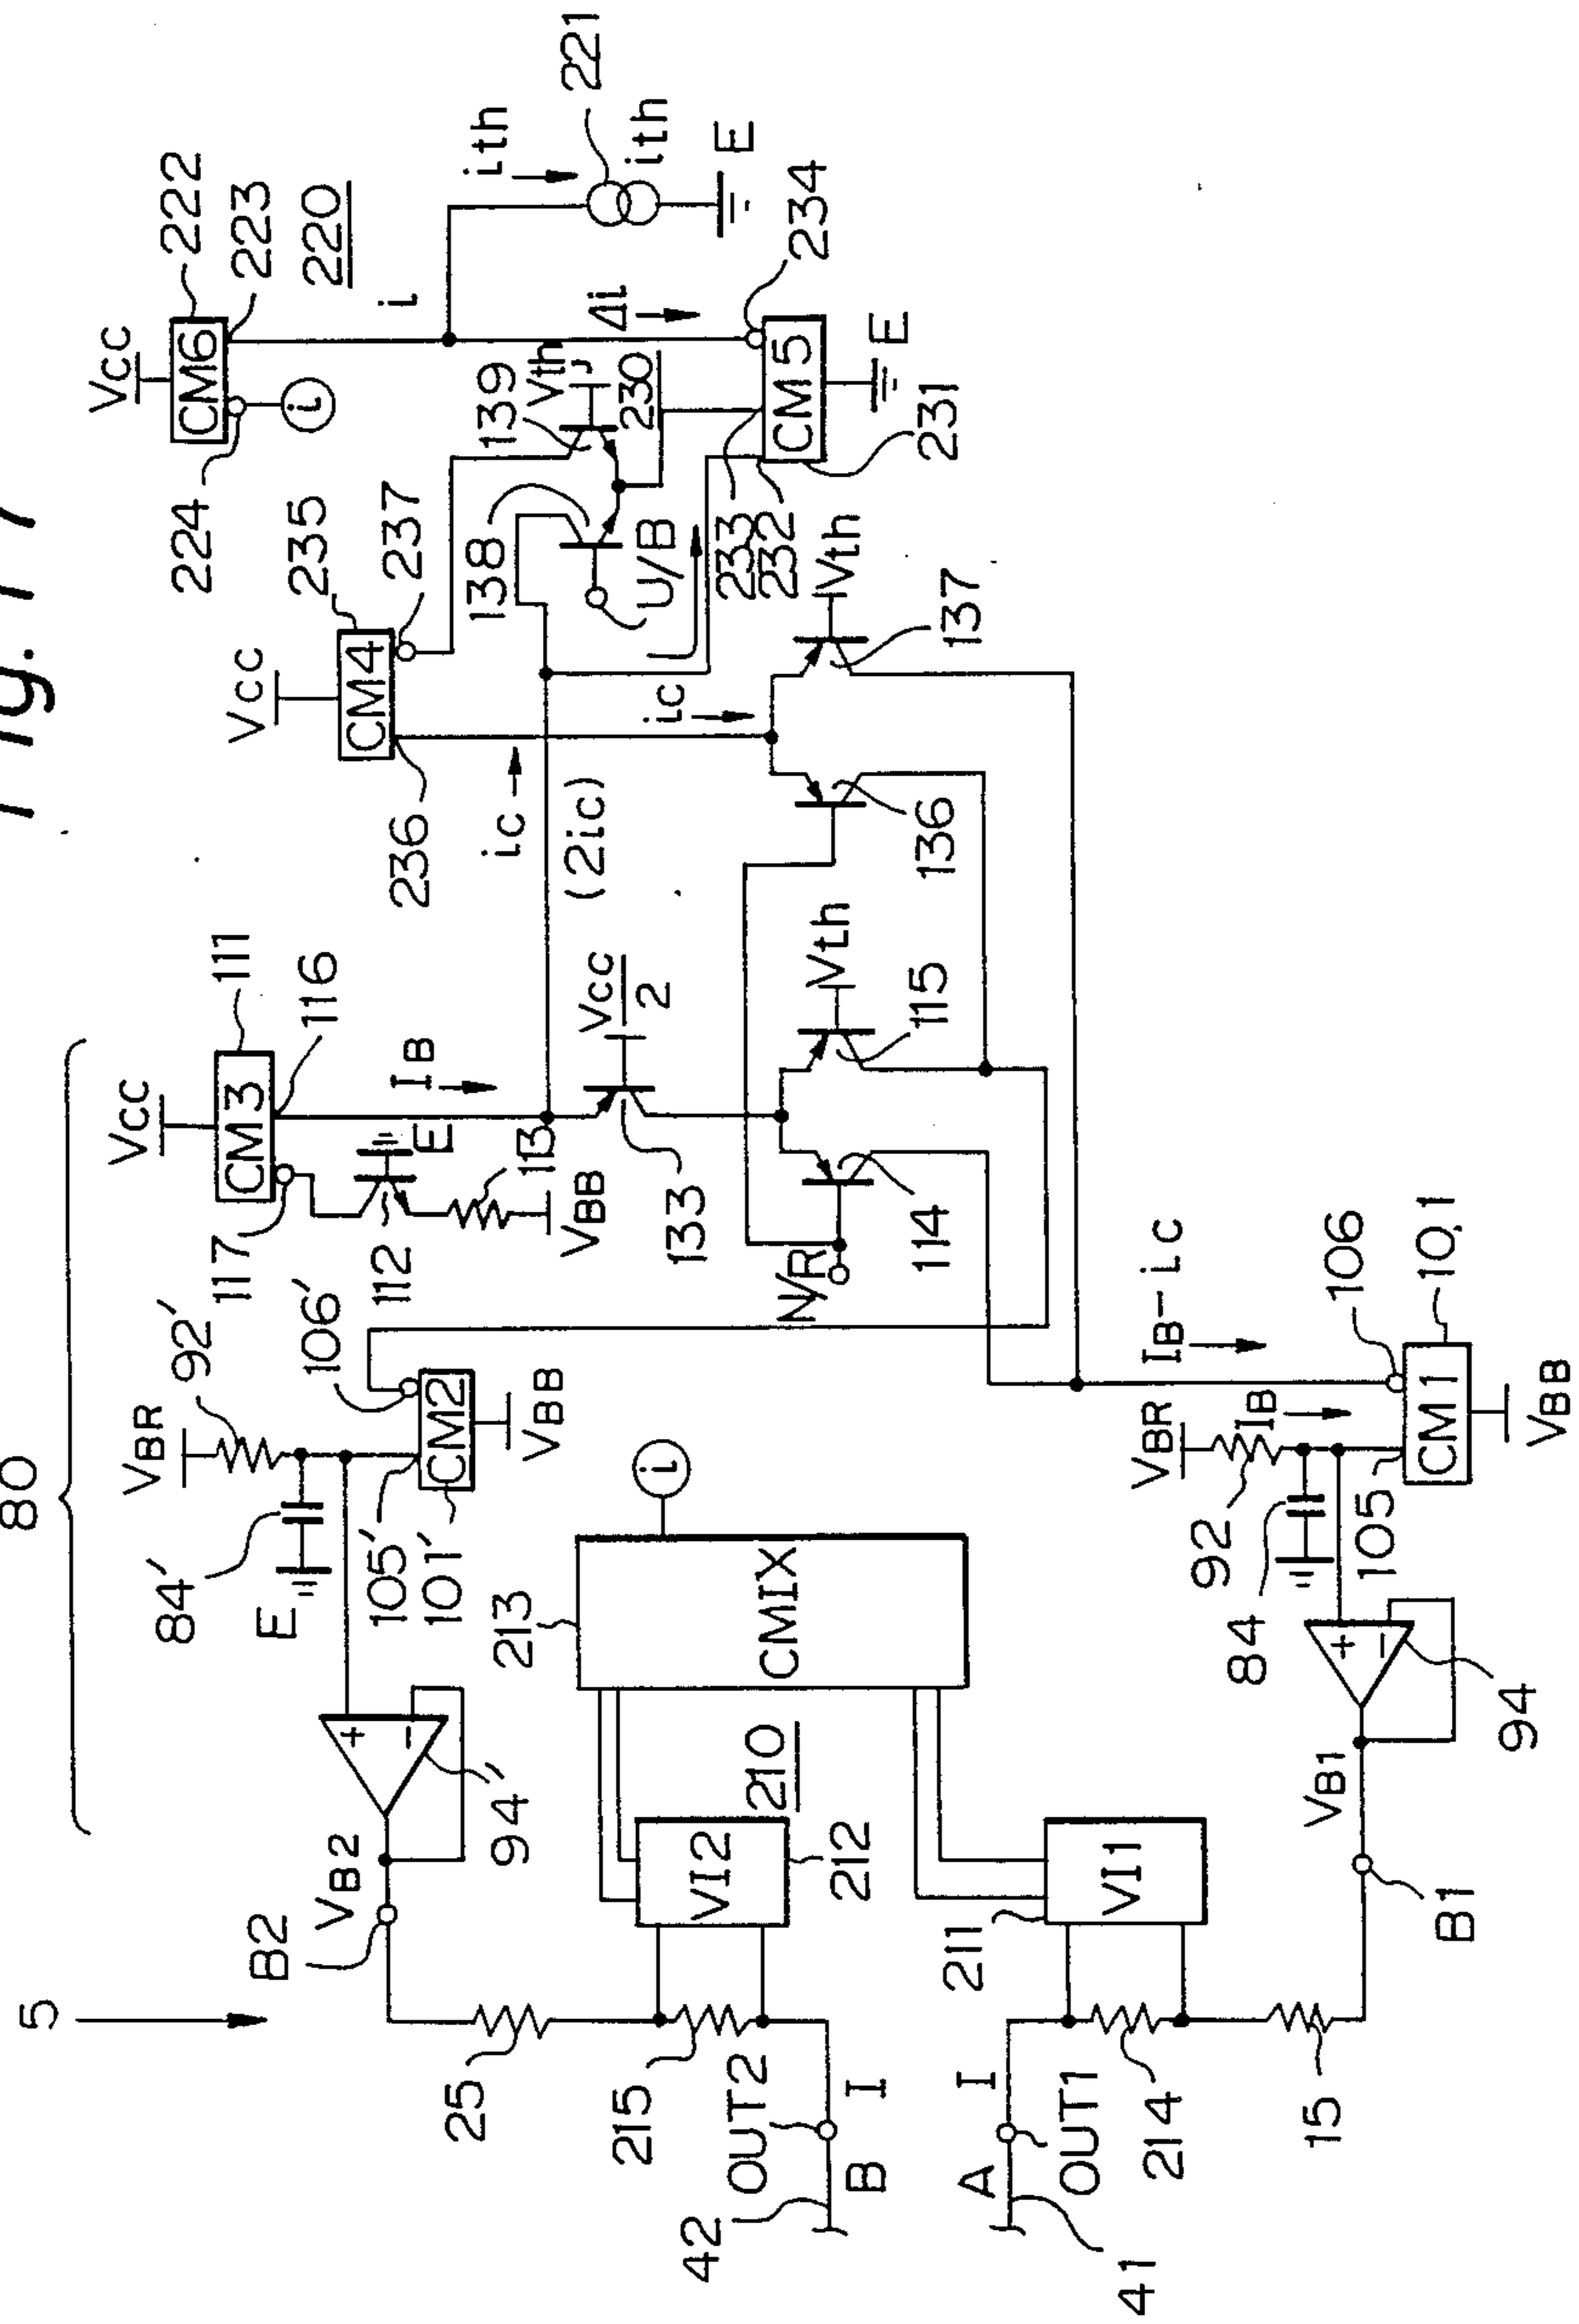 Fig. 17
80
5
B2
VB2
94'
84'
E
VBR
92'
105'
101'
106'
CM2
VBB
117
112
VCC
CM3
111
116
E
113
VBB
IB
VCC
2
133
N/R
114
115
Vth
236
ic
(2ic)
VCC
CM4
235
237
ic
136
137
Vth
138
139
Vth
230
U/B
233
232
CM5
231
234
E
4i
224
VCC
CM6
222
223
220
i
i
ith
221
ith
E
25
215
OUT2
42
B
I
VI2
212
210
213
CMIX
i
A
I
OUT1
41
214
15
211
VI1
B1
VB1
94
84
92
VBR
IB
105
IB-ic
106
101
CM1
VBB